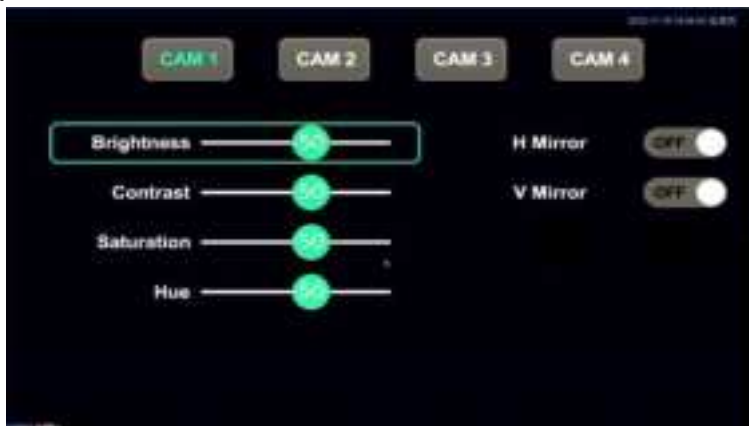 CAM 1 CAM 2 CAM 3 CAM 4
Brightness 50 H Mirror OFF
Contrast 50 V Mirror OFF
Saturation 50
Hue 50